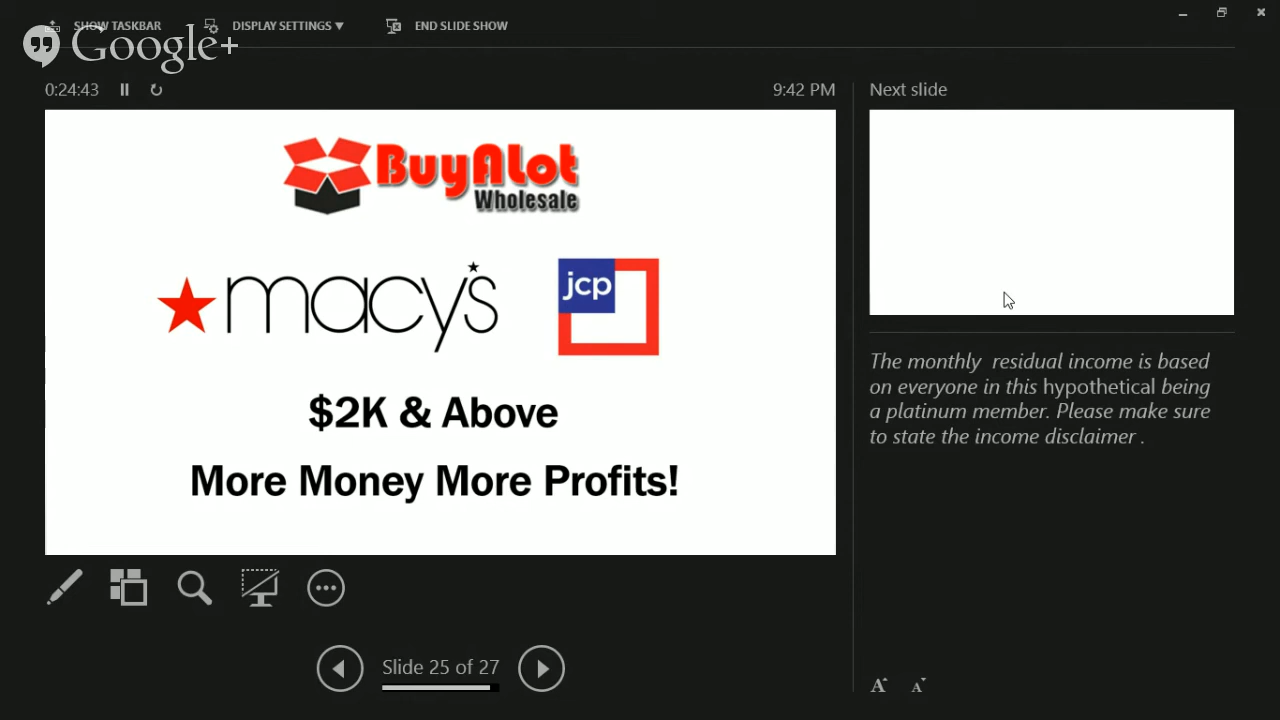 SHOW TASKBAR DISPLAY SETTINGS ▼ END SLIDE SHOW
Google+
0:24:43 9:42 PM Next slide
BuyALot
Wholesale
macy's jcp
$2K & Above
More Money More Profits!
The monthly residual income is based
on everyone in this hypothetical being
a platinum member. Please make sure
to state the income disclaimer .
Slide 25 of 27
A A